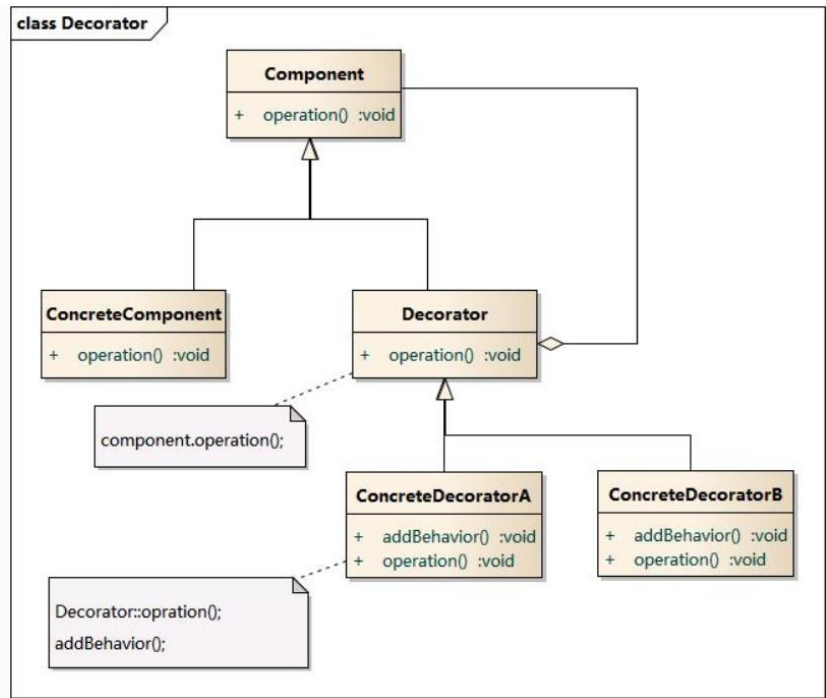 class Decorator
Component
+ operation() :void
ConcreteComponent
+ operation() :void
Decorator
+ operation() :void
component.operation();
ConcreteDecoratorA
+ addBehavior() :void
+ operation() :void
ConcreteDecoratorB
+ addBehavior() :void
+ operation() :void
Decorator::opration();
addBehavior();